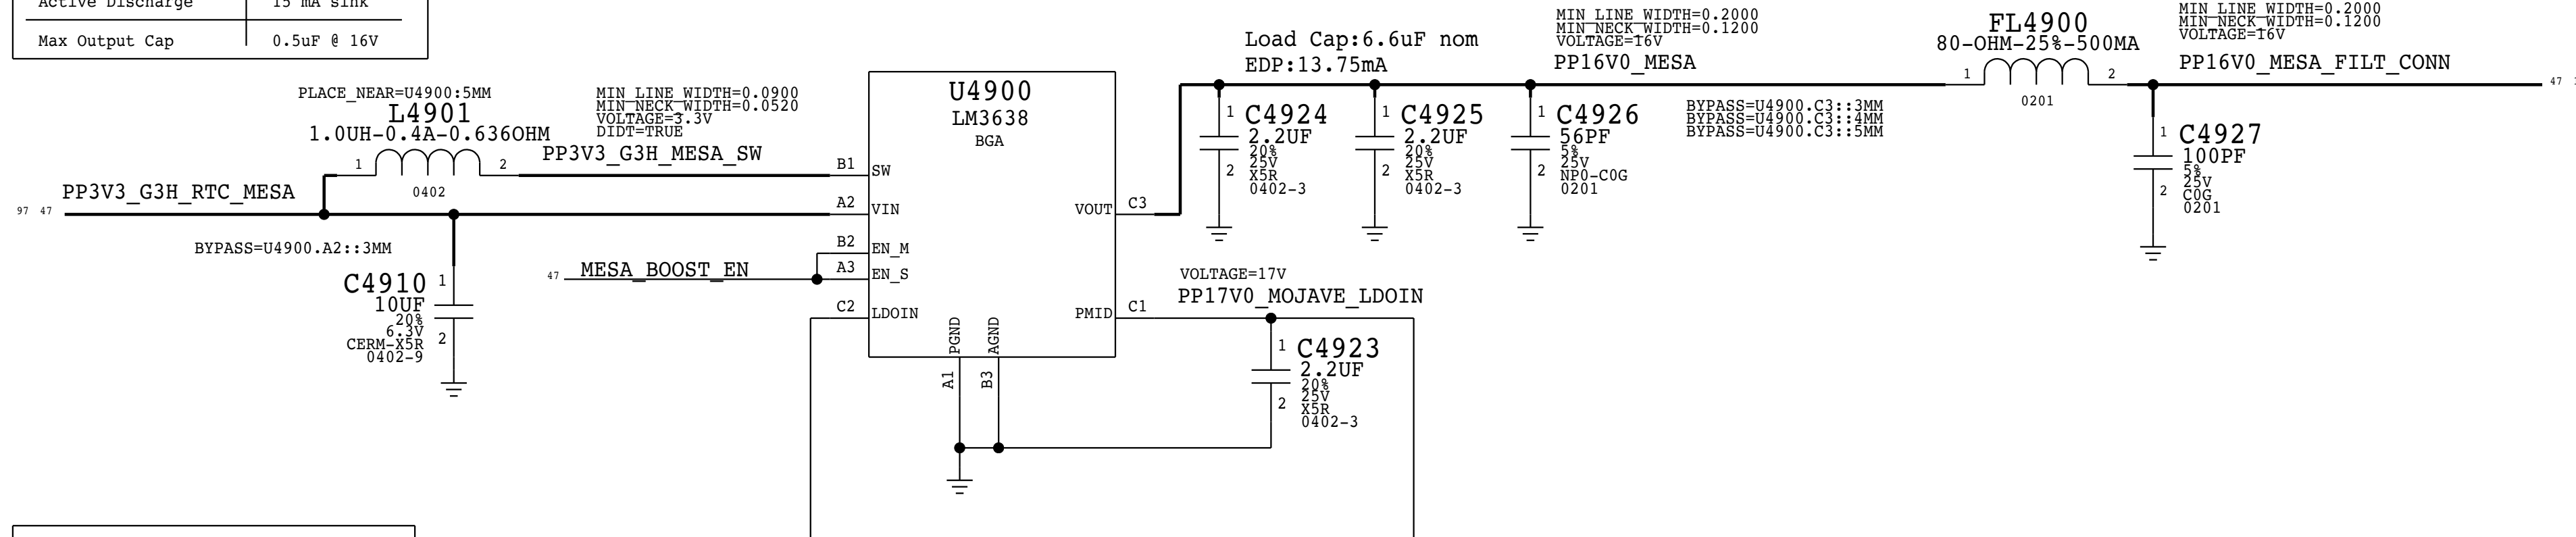 Active Discharge
15 mA sink
Max Output Cap
0.5uF @ 16V
PLACE_NEAR=U4900:5MM
L4901
1.0UH-0.4A-0.636OHM
1
2
0402
MIN_LINE_WIDTH=0.0900
MIN_NECK_WIDTH=0.0520
VOLTAGE=3.3V
DIDT=TRUE
PP3V3_G3H_MESA_SW
PP3V3_G3H_RTC_MESA
97 47
BYPASS=U4900.A2::3MM
C4910
10UF
20%
6.3V
CERM-X5R
0402-9
1
2
47
MESA_BOOST_EN
U4900
LM3638
BGA
B1
SW
A2
VIN
B2
EN_M
A3
EN_S
C2
LDOIN
PGND
AGND
A1
B3
VOUT
C3
PMID
C1
Load Cap:6.6uF nom
EDP:13.75mA
1
C4924
2.2UF
20%
25V
X5R
0402-3
2
1
C4925
2.2UF
20%
25V
X5R
0402-3
2
MIN_LINE_WIDTH=0.2000
MIN_NECK_WIDTH=0.1200
VOLTAGE=16V
PP16V0_MESA
1
C4926
56PF
5%
25V
NP0-C0G
0201
2
BYPASS=U4900.C3::3MM
BYPASS=U4900.C3::4MM
BYPASS=U4900.C3::5MM
VOLTAGE=17V
PP17V0_MOJAVE_LDOIN
1
C4923
2.2UF
20%
25V
X5R
0402-3
2
FL4900
80-OHM-25%-500MA
1
2
0201
MIN_LINE_WIDTH=0.2000
MIN_NECK_WIDTH=0.1200
VOLTAGE=16V
PP16V0_MESA_FILT_CONN
47
1
C4927
100PF
5%
25V
C0G
0201
2